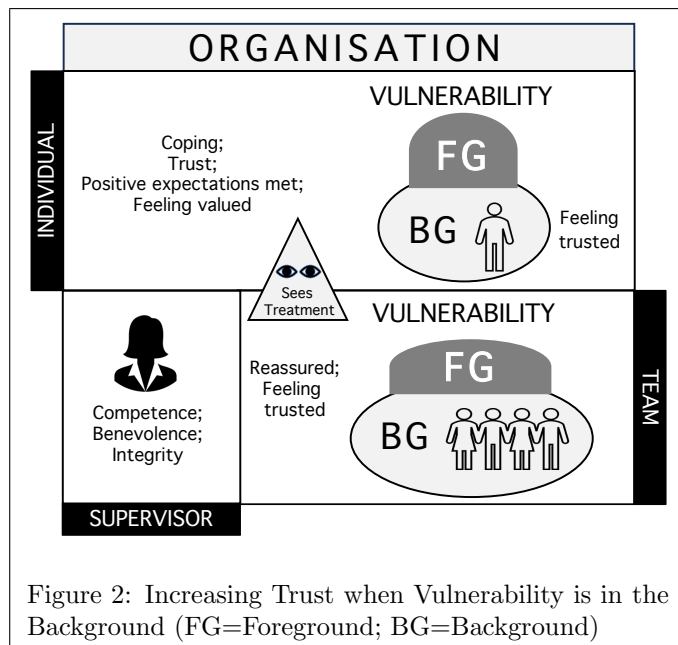 ORGANISATION
INDIVIDUAL
Coping;
Trust;
Positive expectations met;
Feeling valued
VULNERABILITY
FG
BG
Feeling
trusted
Sees
Treatment
Competence;
Benevolence;
Integrity
SUPERVISOR
Reassured;
Feeling
trusted
VULNERABILITY
FG
BG
TEAM
Figure 2: Increasing Trust when Vulnerability is in the
Background (FG=Foreground; BG=Background)